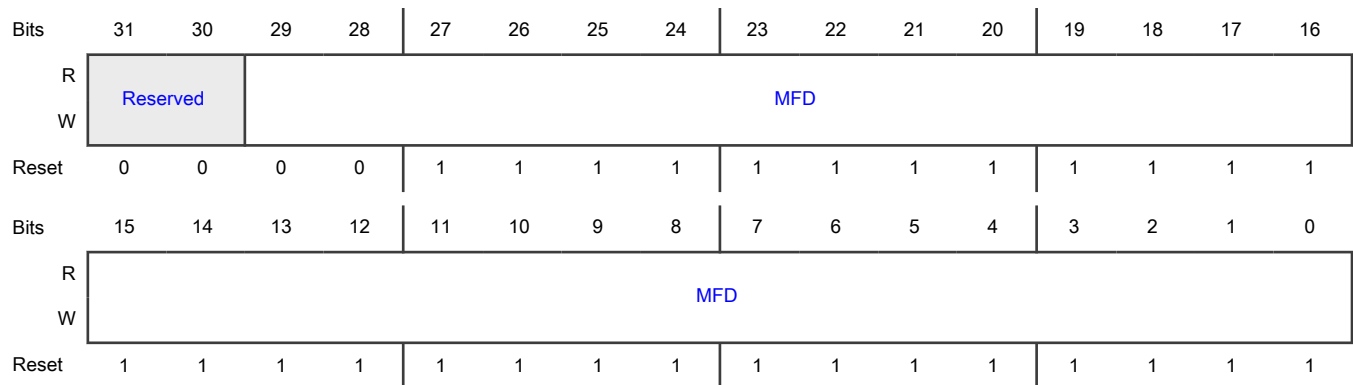 Bits 31 30 29 28 27 26 25 24 23 22 21 20 19 18 17 16
R
Reserved MFD
W
Reset 0 0 0 0 1 1 1 1 1 1 1 1 1 1 1 1
Bits 15 14 13 12 11 10 9 8 7 6 5 4 3 2 1 0
R
MFD
W
Reset 1 1 1 1 1 1 1 1 1 1 1 1 1 1 1 1